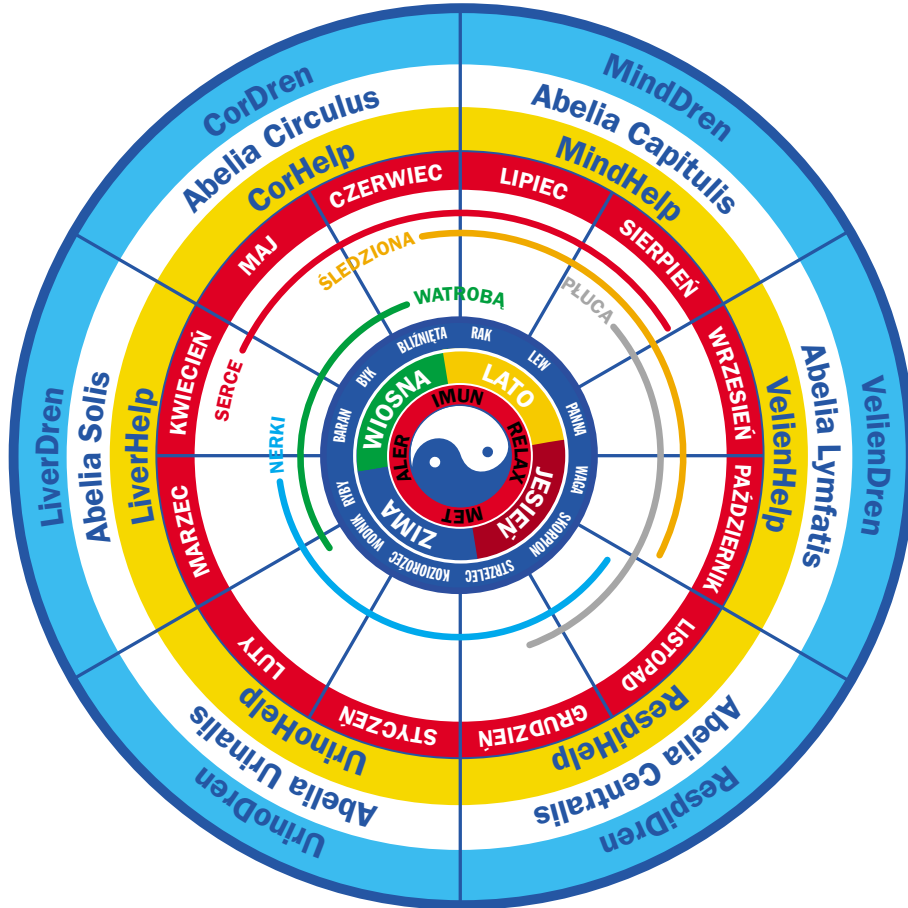 CorDren
MindDren
VelienDren
RespiDren
UrinoDren
LiverDren
Abelia Circulus
Abelia Capitulis
Abelia Lymfatis
Abelia Centralis
Abelia Urinalis
Abelia Solis
CorHelp
MindHelp
VelienHelp
RespiHelp
UrinoHelp
LiverHelp
STYCZEŃ
LUTY
MARZEC
KWIECIEŃ
MAJ
CZERWIEC
LIPIEC
SIERPIEŃ
WRZESIEŃ
PAŹDZIERNIK
LISTOPAD
GRUDZIEŃ
SERCE
ŚLEDZIONA
WATROBĄ
PŁUCA
NERKI
BARAN
BYK
BLIŹNIĘTA
RAK
LEW
PANNA
WAGA
SKORPION
STRZELEC
KOZIOROŻEC
WODNIK
RYBY
WIOSNA
LATO
JESIEŃ
ZIMA
IMUN
RELAX
MET
ALER